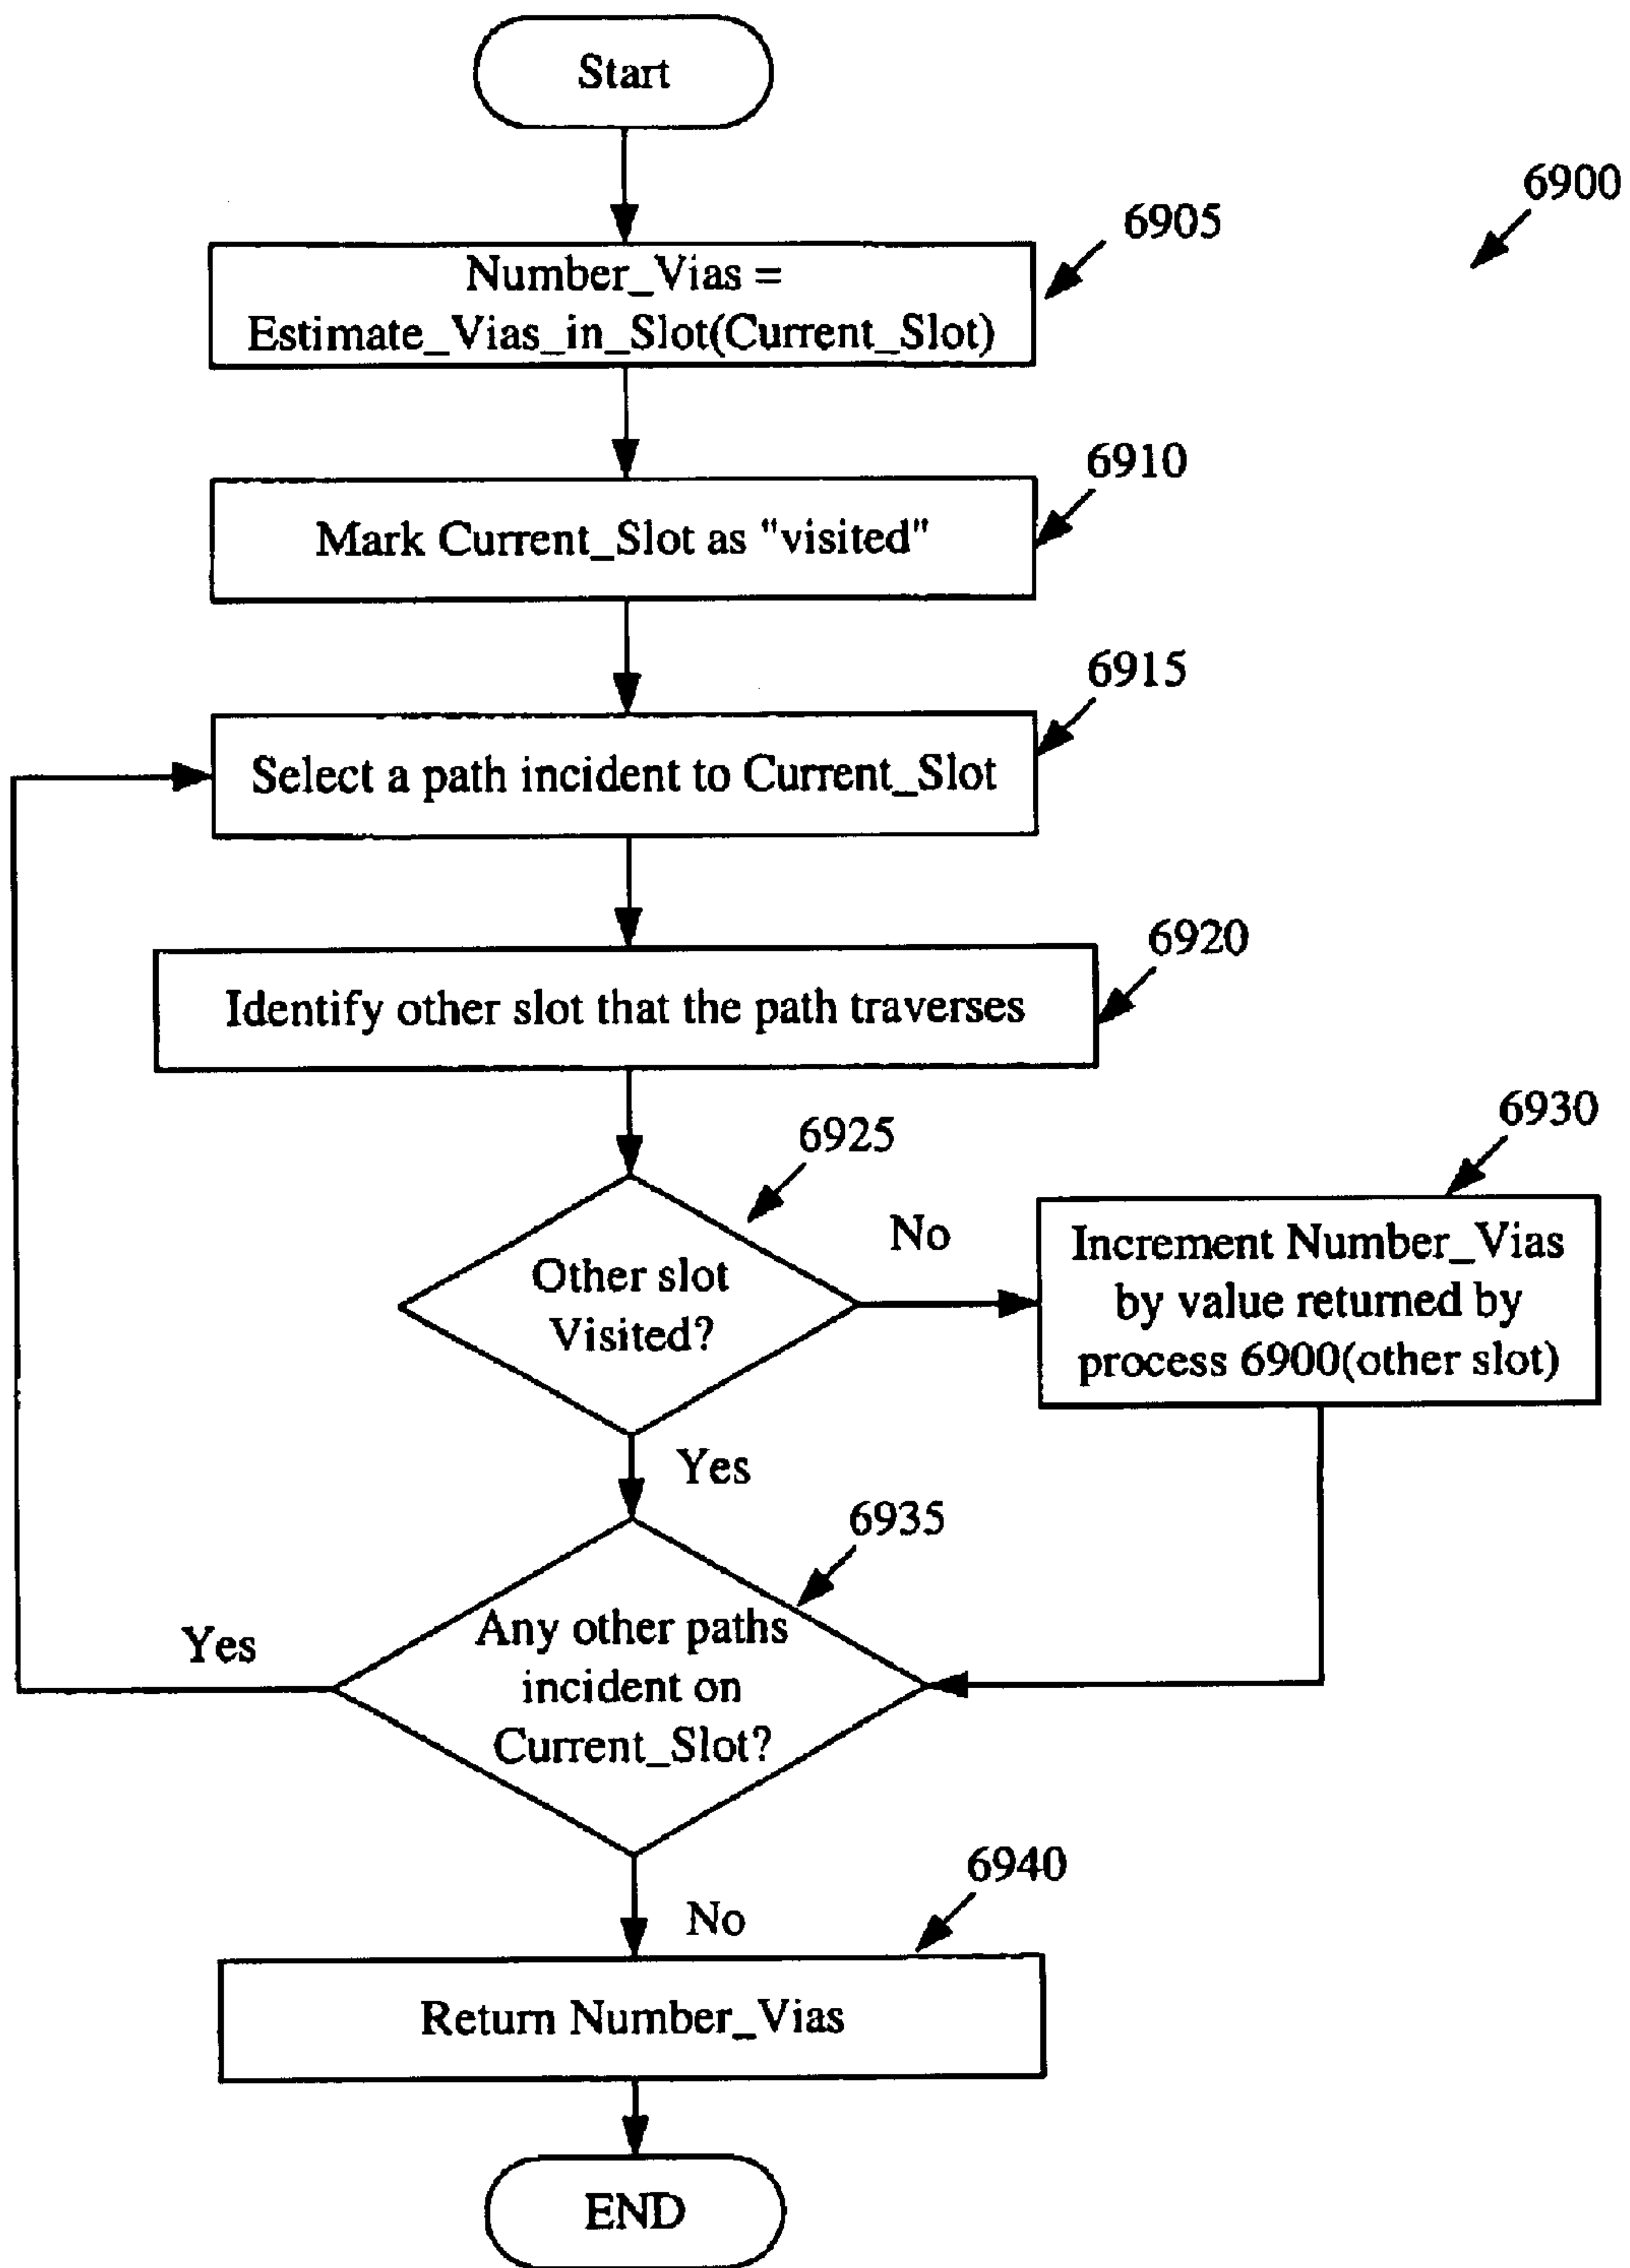 Start
6900
6905
Number_Vias =
Estimate_Vias_in_Slot(Current_Slot)
6910
Mark Current_Slot as "visited"
6915
Select a path incident to Current_Slot
6920
Identify other slot that the path traverses
6925
6930
Other slot
Visited?
No
Increment Number_Vias
by value returned by
process 6900(other slot)
Yes
6935
Any other paths
incident on
Current_Slot?
Yes
No
6940
Return Number_Vias
END